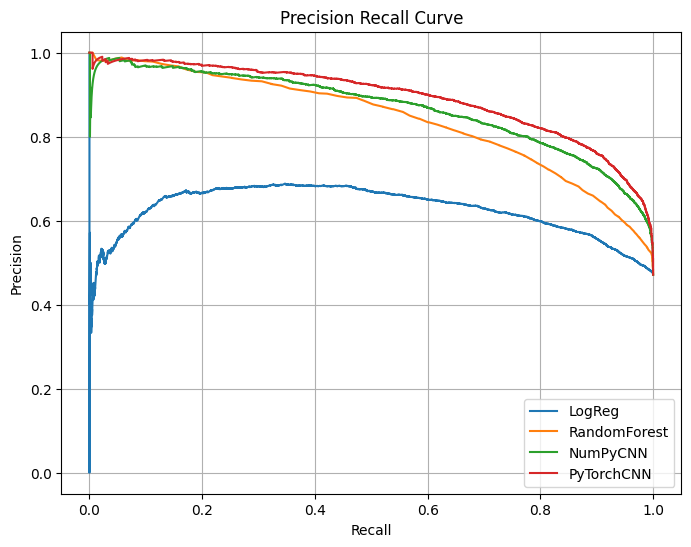 Precision Recall Curve
1.0
0.8
0.6
0.4
0.2
0.0
Precision
0.0 0.2 0.4 0.6 0.8 1.0
Recall
LogReg
RandomForest
NumPyCNN
PyTorchCNN